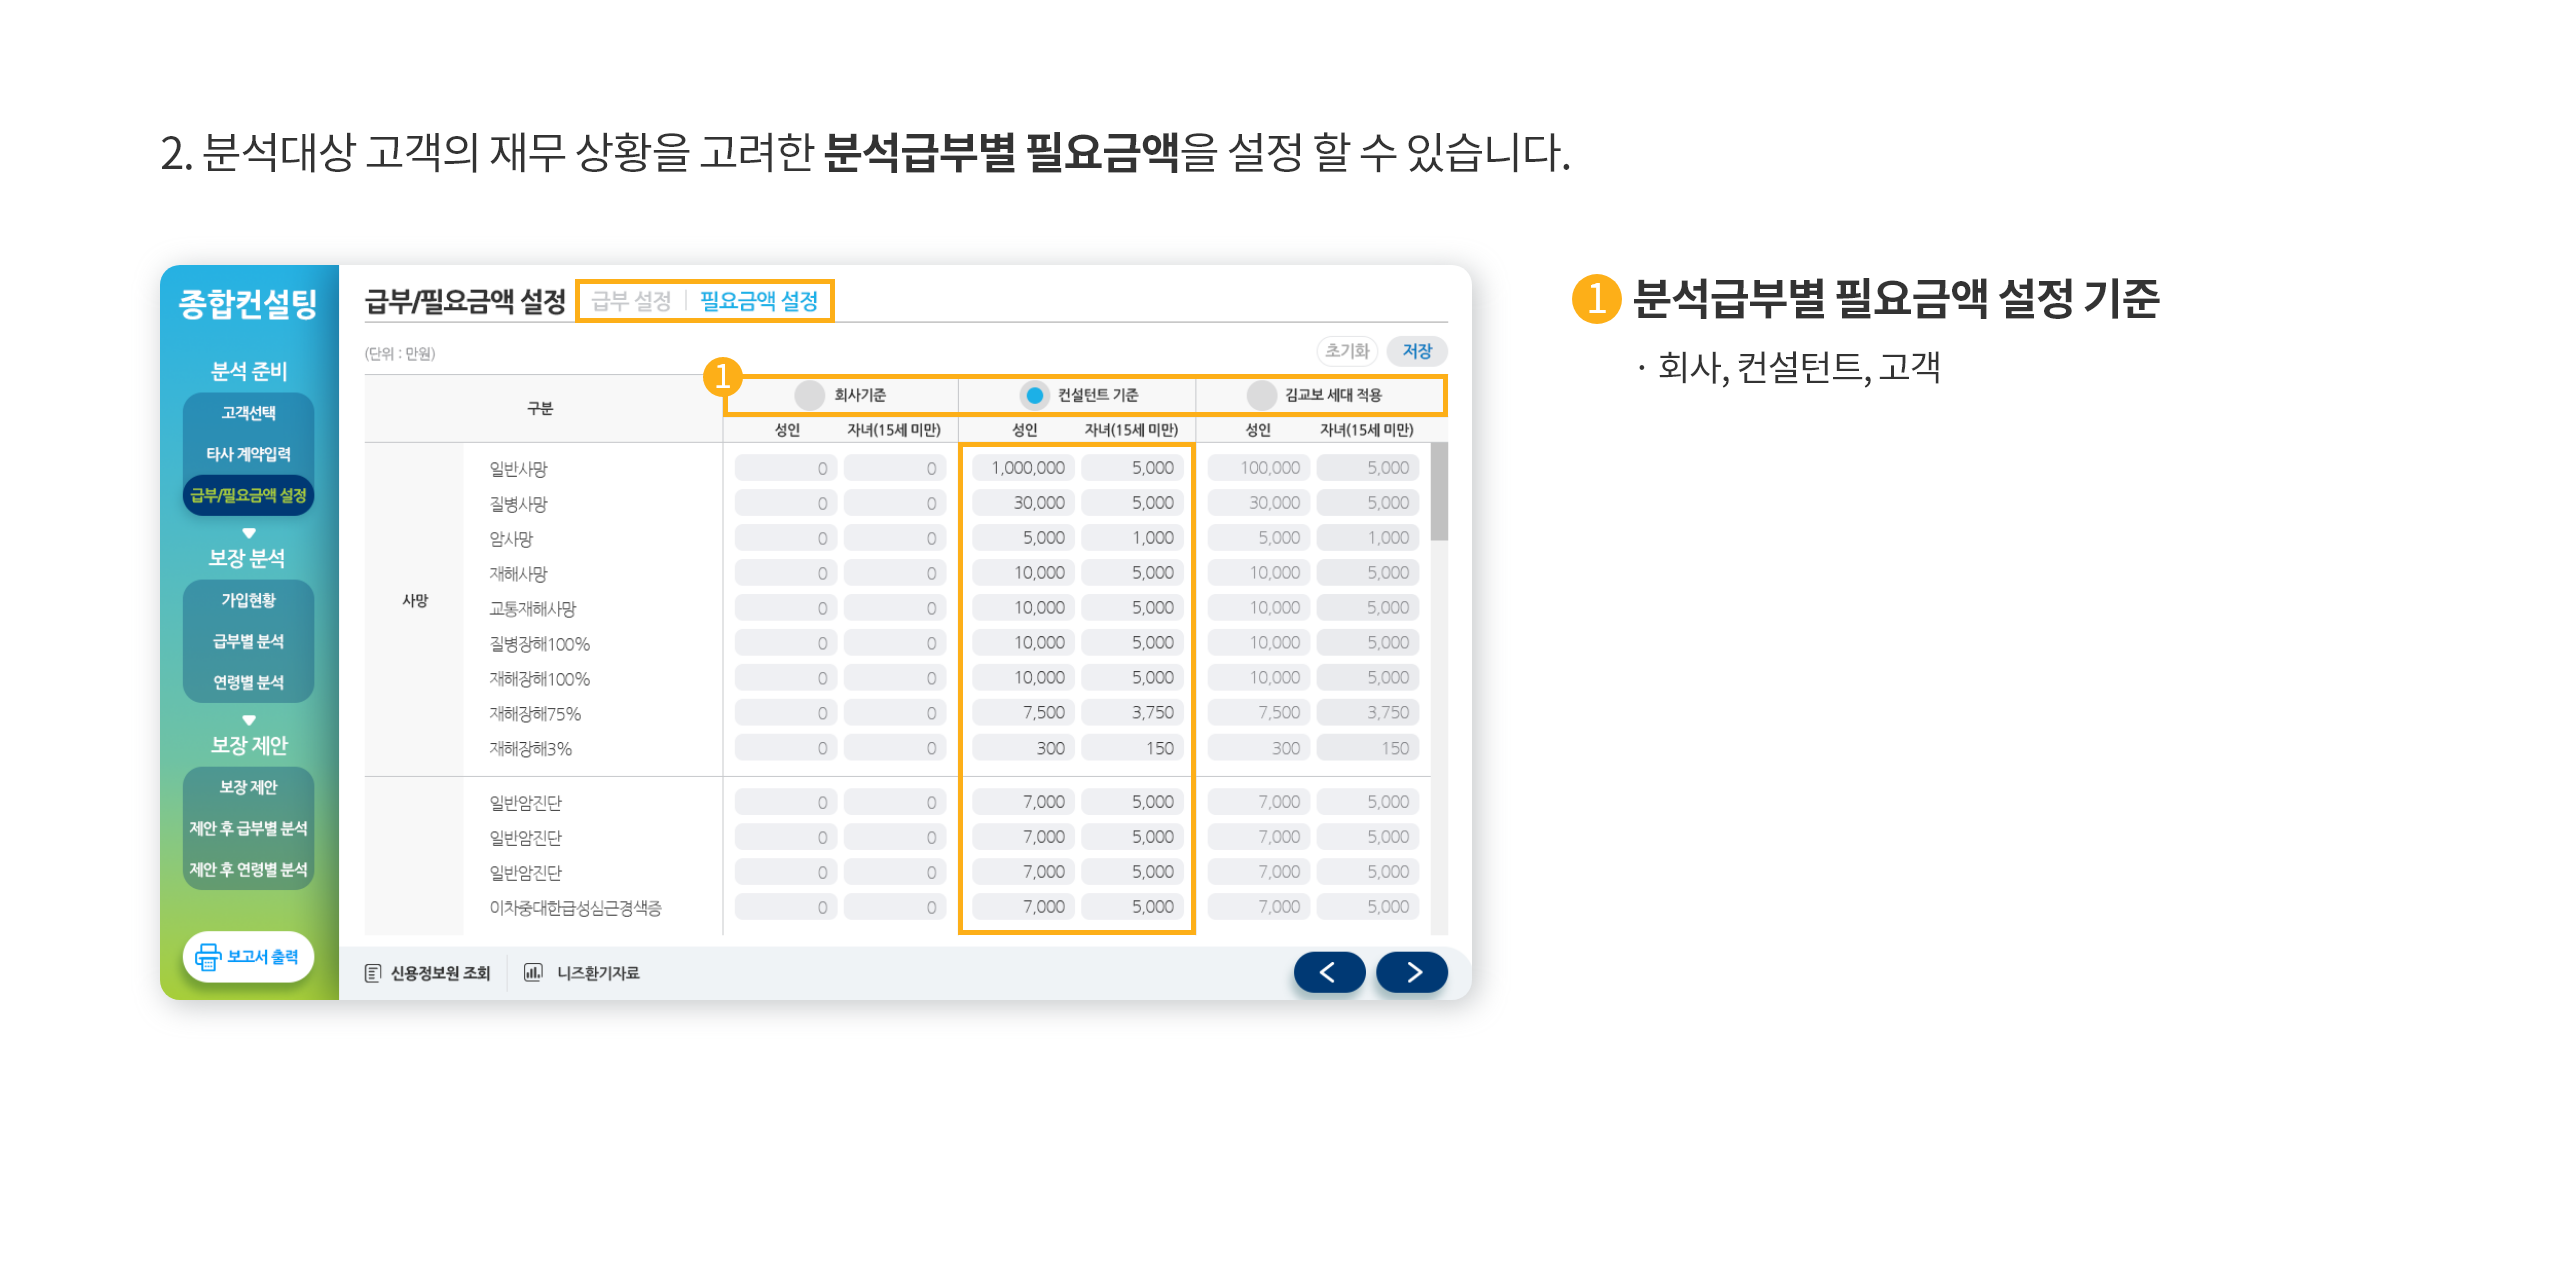 2. 분석대상 고객의 재무 상황을 고려한 분석급부별 필요금액을 설정 할 수 있습니다.
종합컨설팅
분석 준비
고객선택
타사 계약입력
급부/필요금액 설정
보장 분석
가입현황
급부별 분석
연령별 분석
보장 제안
보장 제안
제안 후 급부별 분석
제안 후 연령별 분석
보고서 출력
급부/필요금액 설정 급부 설정 필요금액 설정
(단위 : 만원) 초기화 저장
1
구분 회사기준 컨설턴트 기준 김교보 세대 적용
성인 자녀(15세 미만) 성인 자녀(15세 미만) 성인 자녀(15세 미만)
사망
일반사망 0 0 1,000,000 5,000 100,000 5,000
질병사망 0 0 30,000 5,000 30,000 5,000
암사망 0 0 5,000 1,000 5,000 1,000
재해사망 0 0 10,000 5,000 10,000 5,000
교통재해사망 0 0 10,000 5,000 10,000 5,000
질병장해100% 0 0 10,000 5,000 10,000 5,000
재해장해100% 0 0 10,000 5,000 10,000 5,000
재해장해75% 0 0 7,500 3,750 7,500 3,750
재해장해3% 0 0 300 150 300 150
일반암진단 0 0 7,000 5,000 7,000 5,000
일반암진단 0 0 7,000 5,000 7,000 5,000
일반암진단 0 0 7,000 5,000 7,000 5,000
이차중대한급성심근경색증 0 0 7,000 5,000 7,000 5,000
신용정보원 조회 니즈환기자료
1 분석급부별 필요금액 설정 기준
· 회사, 컨설턴트, 고객